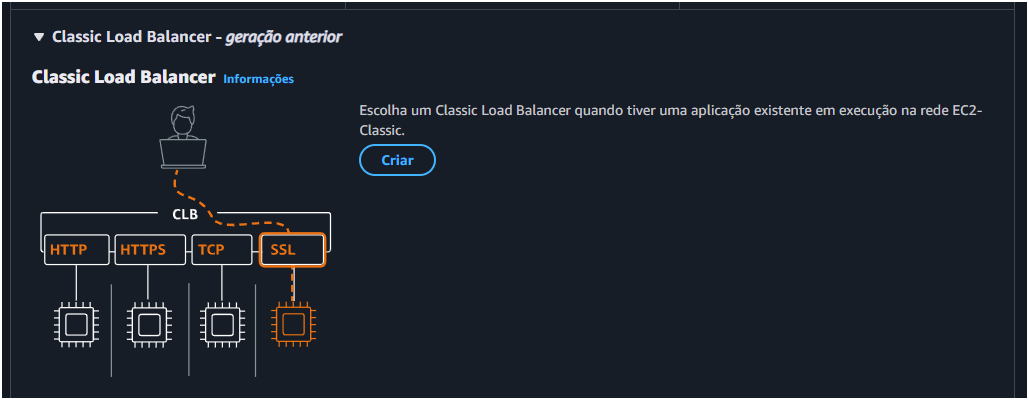 Classic Load Balancer - geração anterior
Classic Load Balancer Informações
Escolha um Classic Load Balancer quando tiver uma aplicação existente em execução na rede EC2-
Classic.
Criar
CLB
HTTP HTTPS TCP SSL